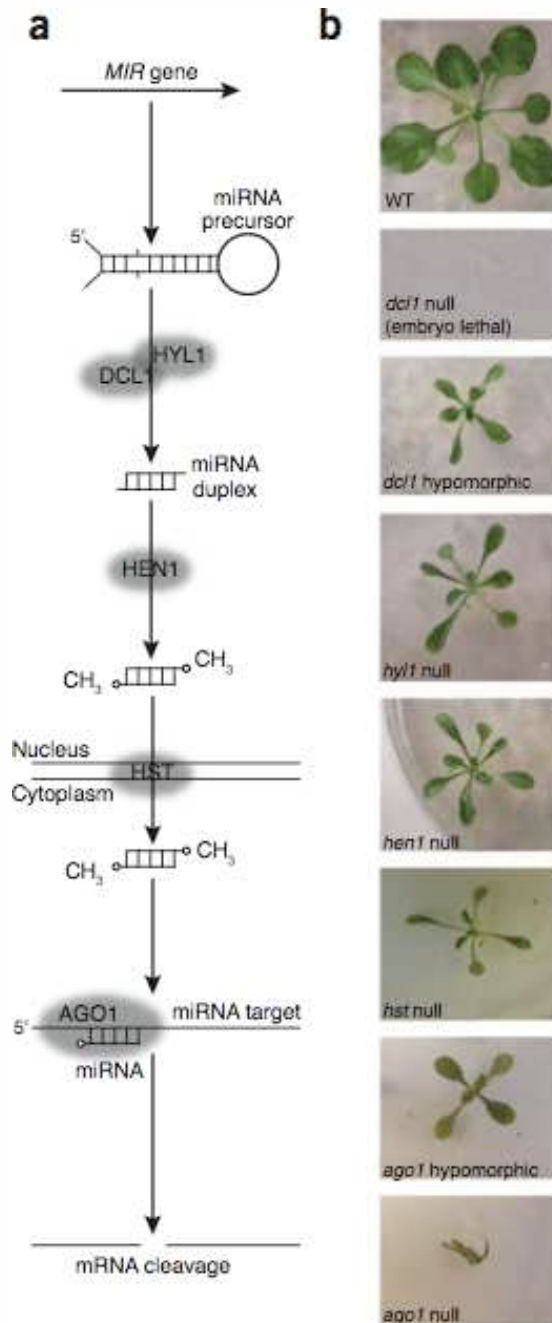 a
MIR gene
miRNA
precursor
5'
HYL1
DCL1
miRNA
duplex
HEN1
CH3
CH3
Nucleus
HST
Cytoplasm
CH3
CH3
AGO1
miRNA target
5'
miRNA
mRNA cleavage
b
WT
dcl1 null
(embryo lethal)
dcl1 hypomorphic
hyl1 null
hen1 null
hst null
ago1 hypomorphic
ago1 null